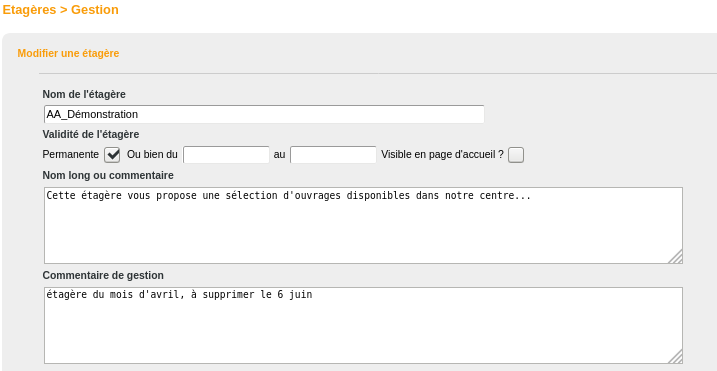 Etagères > Gestion
Modifier une étagère
Nom de l'étagère
AA_Démonstration
Validité de l'étagère
Permanente Ou bien du au Visible en page d'accueil ?
Nom long ou commentaire
Cette étagère vous propose une sélection d'ouvrages disponibles dans notre centre...
Commentaire de gestion
étagère du mois d'avril, à supprimer le 6 juin